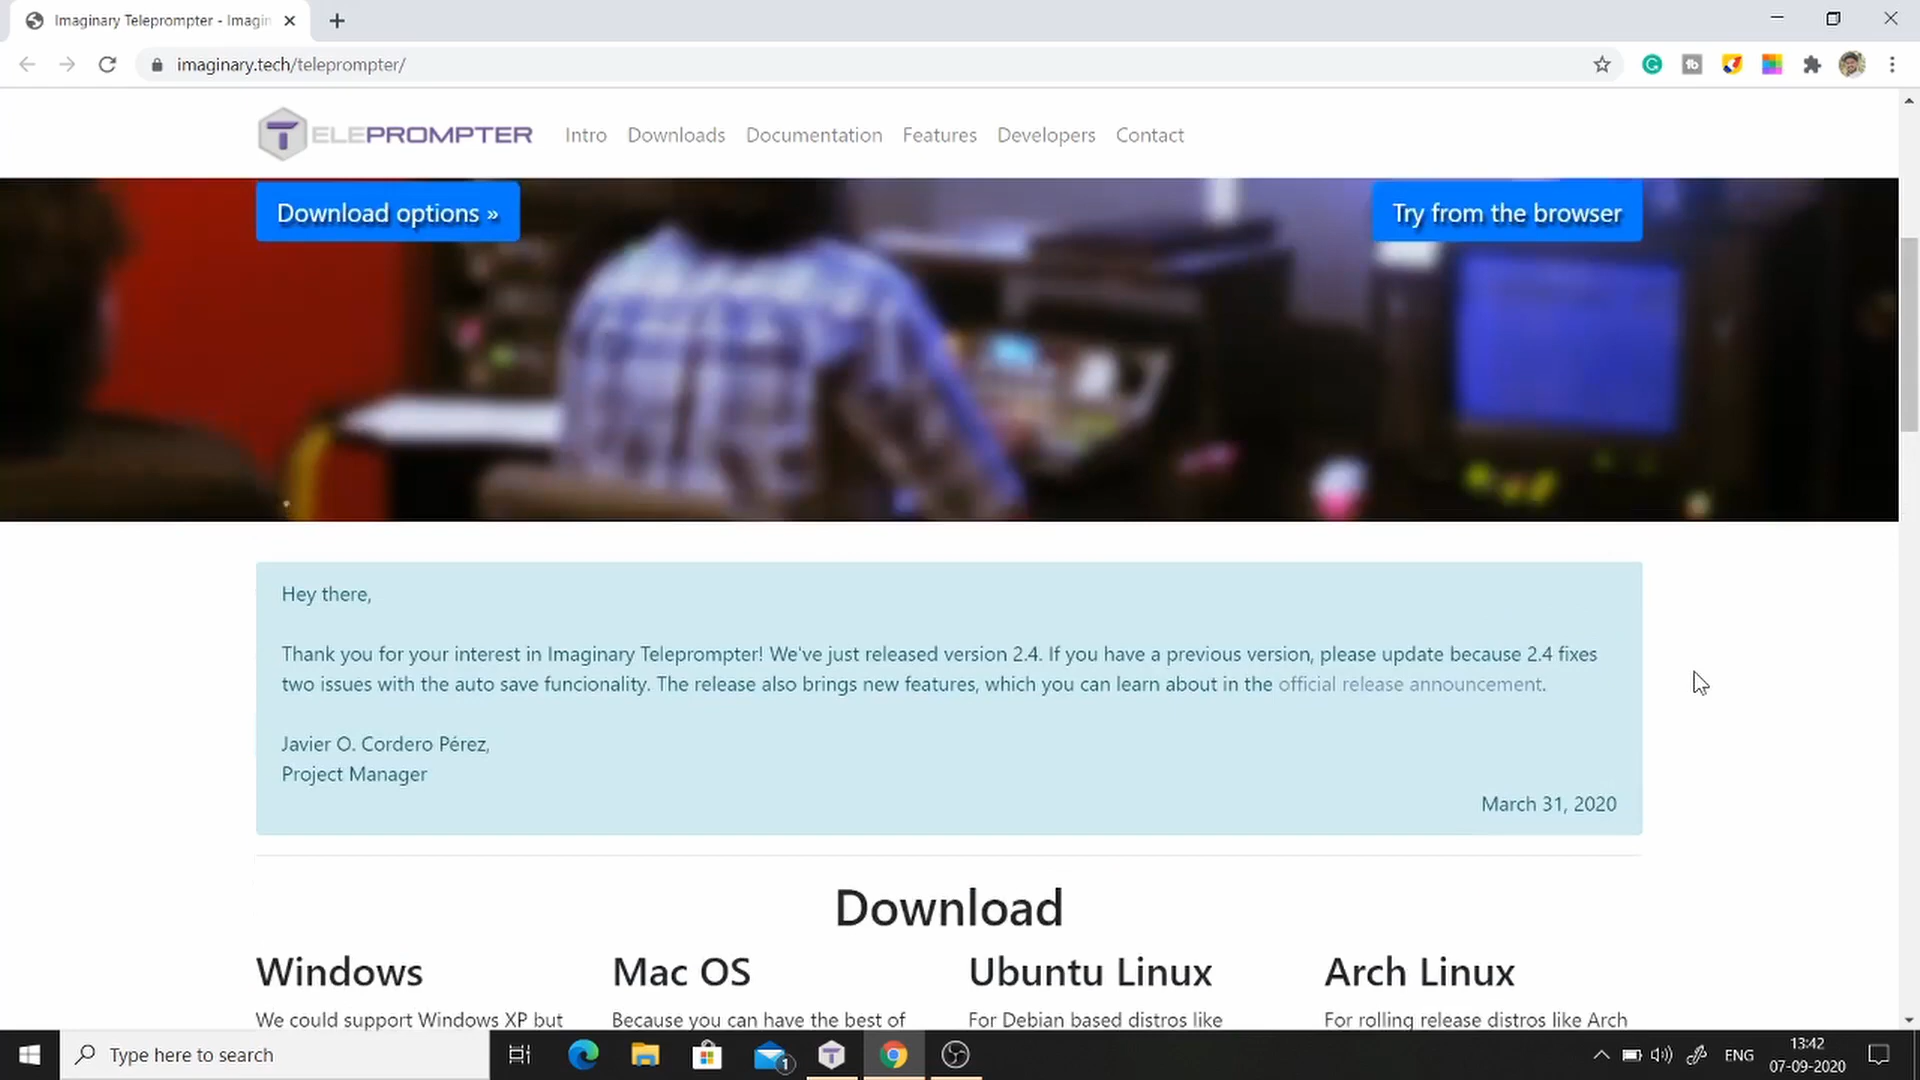 Imaginary Teleprompter - Imagin
imaginary.tech/teleprompter/
TELEPROMPTER Intro Downloads Documentation Features Developers Contact
Download options »
Try from the browser
Hey there,
Thank you for your interest in Imaginary Teleprompter! We've just released version 2.4. If you have a previous version, please update because 2.4 fixes
two issues with the auto save funcionality. The release also brings new features, which you can learn about in the official release announcement.
Javier O. Cordero Pérez,
Project Manager
March 31, 2020
Download
Windows
We could support Windows XP but
Mac OS
Because you can have the best of
Ubuntu Linux
For Debian based distros like
Arch Linux
For rolling release distros like Arch
Type here to search
1
ENG
13:42
07-09-2020